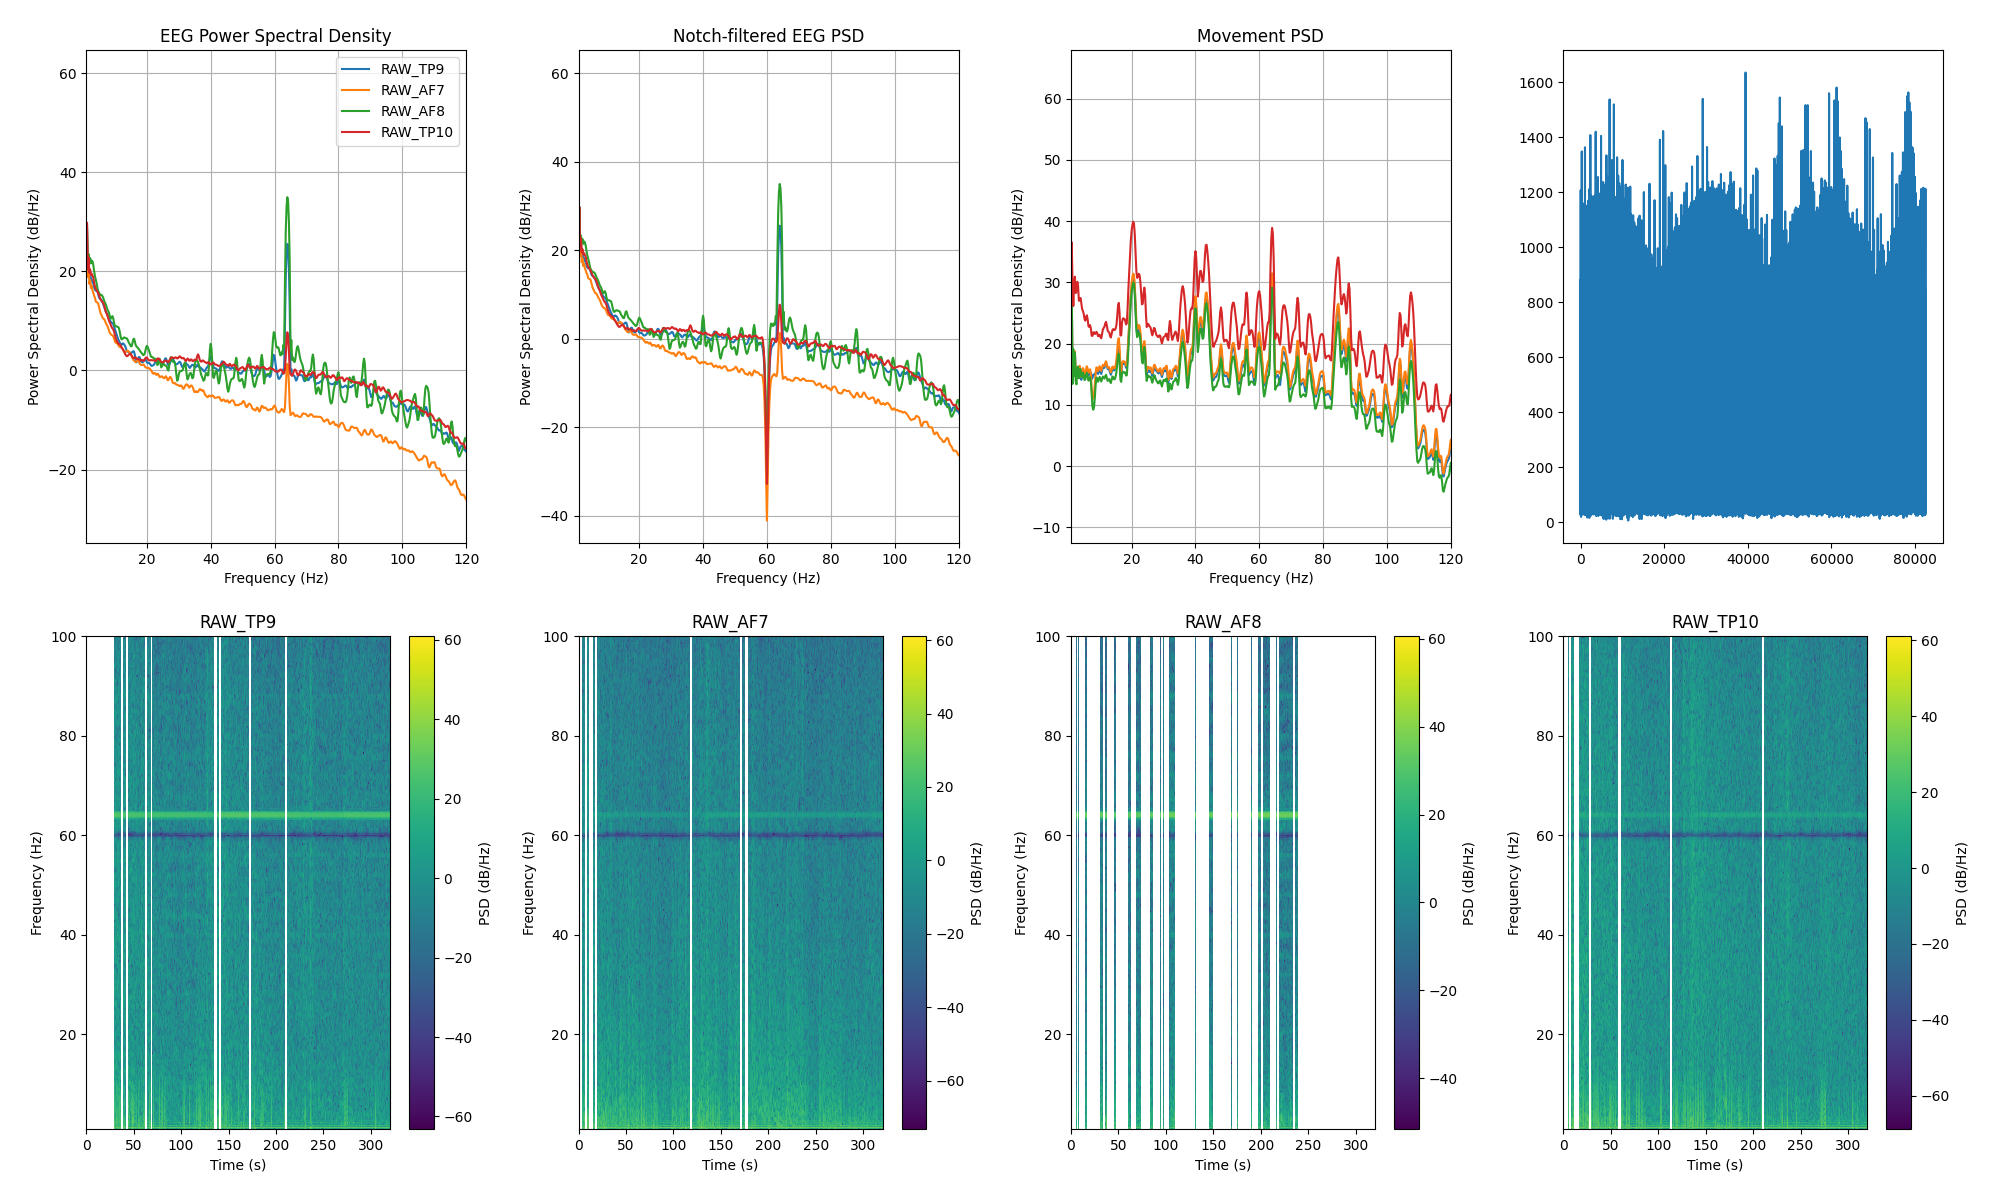 EEG Power Spectral Density
Power Spectral Density (dB/Hz)
60
40
20
0
−20
RAW_TP9
RAW_AF7
RAW_AF8
RAW_TP10
20 40 60 80 100 120
Frequency (Hz)
Notch-filtered EEG PSD
Power Spectral Density (dB/Hz)
60
40
20
0
−20
−40
20 40 60 80 100 120
Frequency (Hz)
Movement PSD
Power Spectral Density (dB/Hz)
60
50
40
30
20
10
0
−10
20 40 60 80 100 120
Frequency (Hz)
1600
1400
1200
1000
800
600
400
200
0
0 20000 40000 60000 80000
RAW_TP9
Frequency (Hz)
100
80
60
40
20
0 50 100 150 200 250 300
Time (s)
60
40
20
0
−20
−40
−60
PSD (dB/Hz)
RAW_AF7
Frequency (Hz)
100
80
60
40
20
0 50 100 150 200 250 300
Time (s)
60
40
20
0
−20
−40
−60
PSD (dB/Hz)
RAW_AF8
Frequency (Hz)
100
80
60
40
20
0 50 100 150 200 250 300
Time (s)
60
40
20
0
−20
−40
PSD (dB/Hz)
RAW_TP10
Frequency (Hz)
100
80
60
40
20
0 50 100 150 200 250 300
Time (s)
60
40
20
0
−20
−40
−60
PSD (dB/Hz)